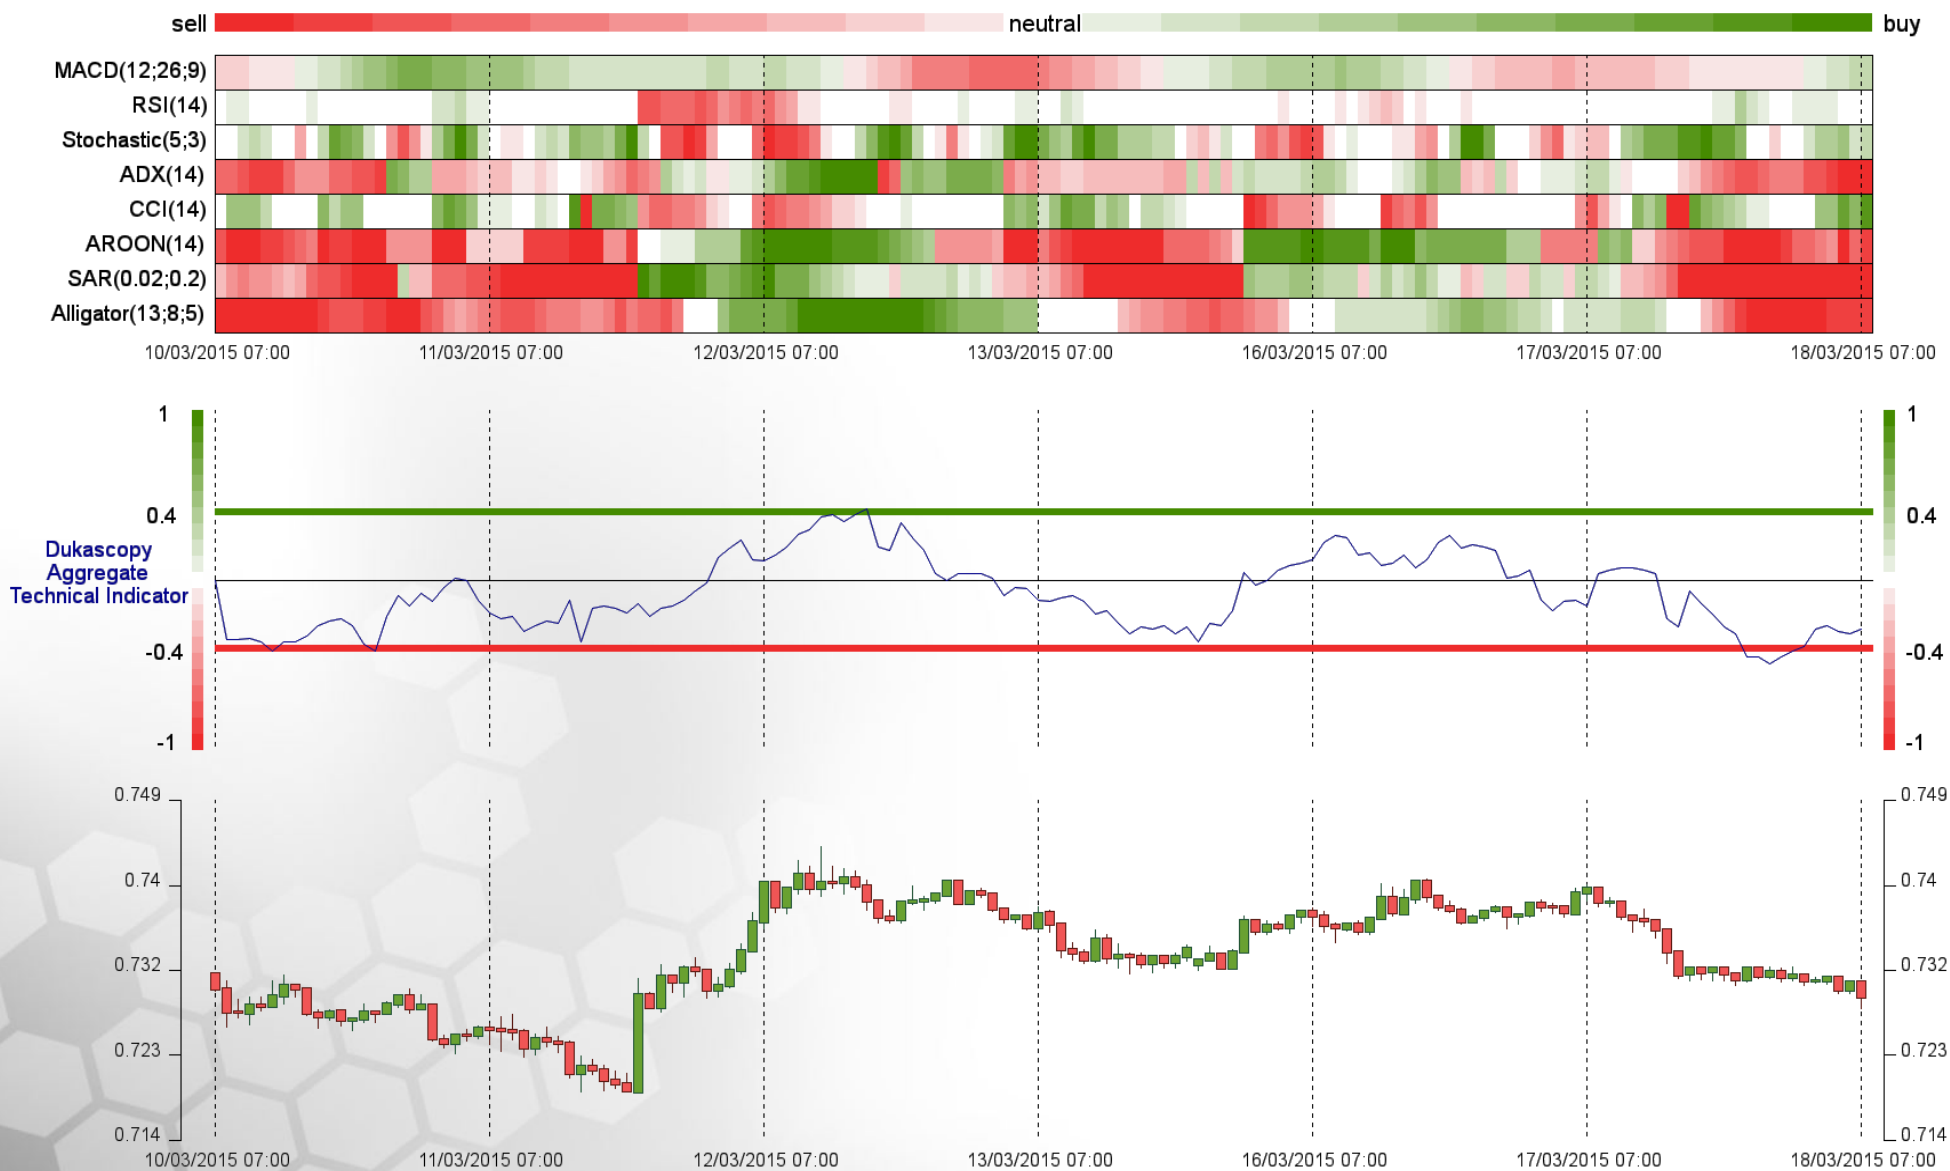 sell neutral buy
MACD(12;26;9)
RSI(14)
Stochastic(5;3)
ADX(14)
CCI(14)
AROON(14)
SAR(0.02;0.2)
Alligator(13;8;5)
10/03/2015 07:00 11/03/2015 07:00 12/03/2015 07:00 13/03/2015 07:00 16/03/2015 07:00 17/03/2015 07:00 18/03/2015 07:00
1 1
0.4 0.4
Dukascopy
Aggregate
Technical Indicator
-0.4 -0.4
-1 -1
0.749 0.749
0.74 0.74
0.732 0.732
0.723 0.723
0.714 0.714
10/03/2015 07:00 11/03/2015 07:00 12/03/2015 07:00 13/03/2015 07:00 16/03/2015 07:00 17/03/2015 07:00 18/03/2015 07:00